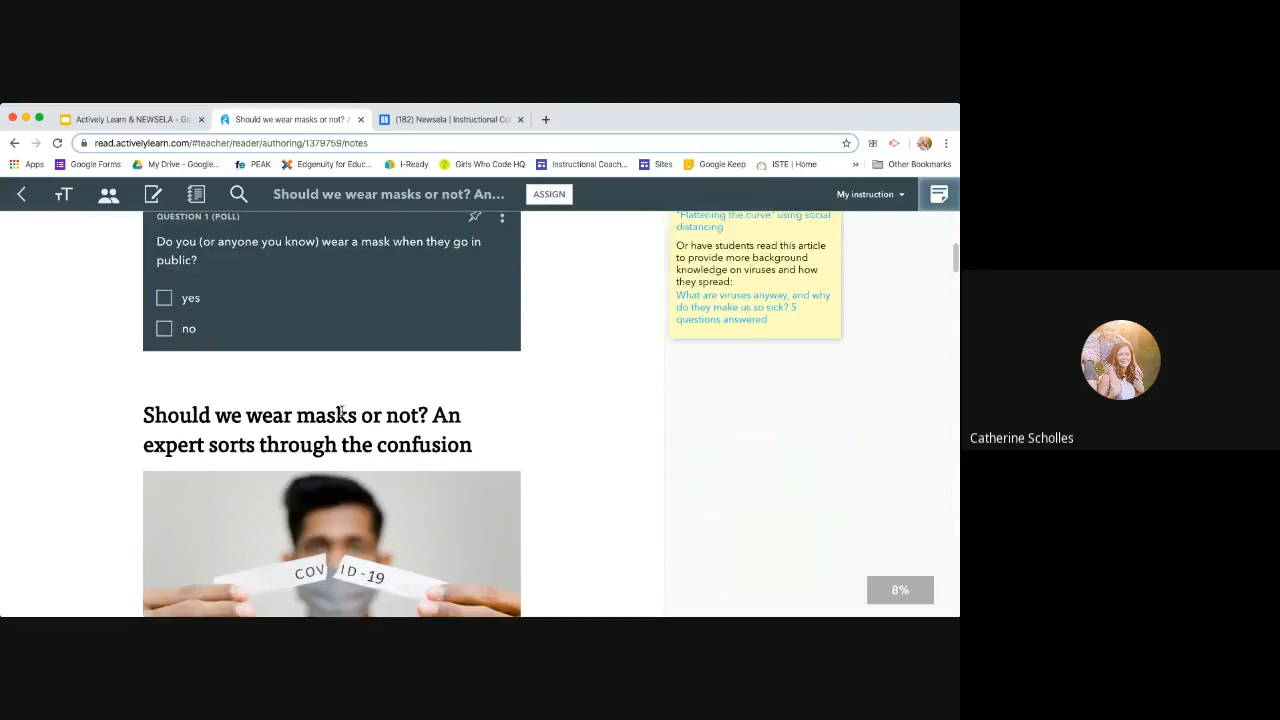 Actively Learn & NEWSELA - Go
Should we wear masks or not? A
(182) Newsela | Instructional Co
read.activelylearn.com/#teacher/reader/authoring/1379759/notes
Apps
Google Forms
My Drive - Google...
PEAK
Edgenuity for Educ...
i-Ready
Girls Who Code HQ
Instructional Coach...
Sites
Google Keep
ISTE | Home
Other Bookmarks
Should we wear masks or not? An...
ASSIGN
My instruction
QUESTION 1 (POLL)
Do you (or anyone you know) wear a mask when they go in
public?
yes
no
Should we wear masks or not? An
expert sorts through the confusion
COV ID-19
"Flattening the curve" using social
distancing
Or have students read this article
to provide more background
knowledge on viruses and how
they spread:
What are viruses anyway, and why
do they make us so sick? 5
questions answered
8%
Catherine Scholles